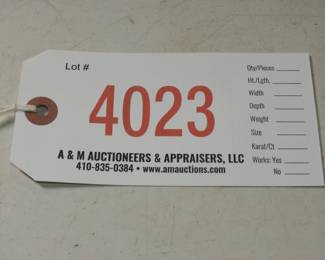 Lot #
4023
A & M AUCTIONEERS & APPRAISERS, LLC
410-835-0384 • www.amauctions.com
Qty/Pieces
Ht./Lgth:
Width
Depth
Weight
Size
Karat/Ct
Works: Yes
No